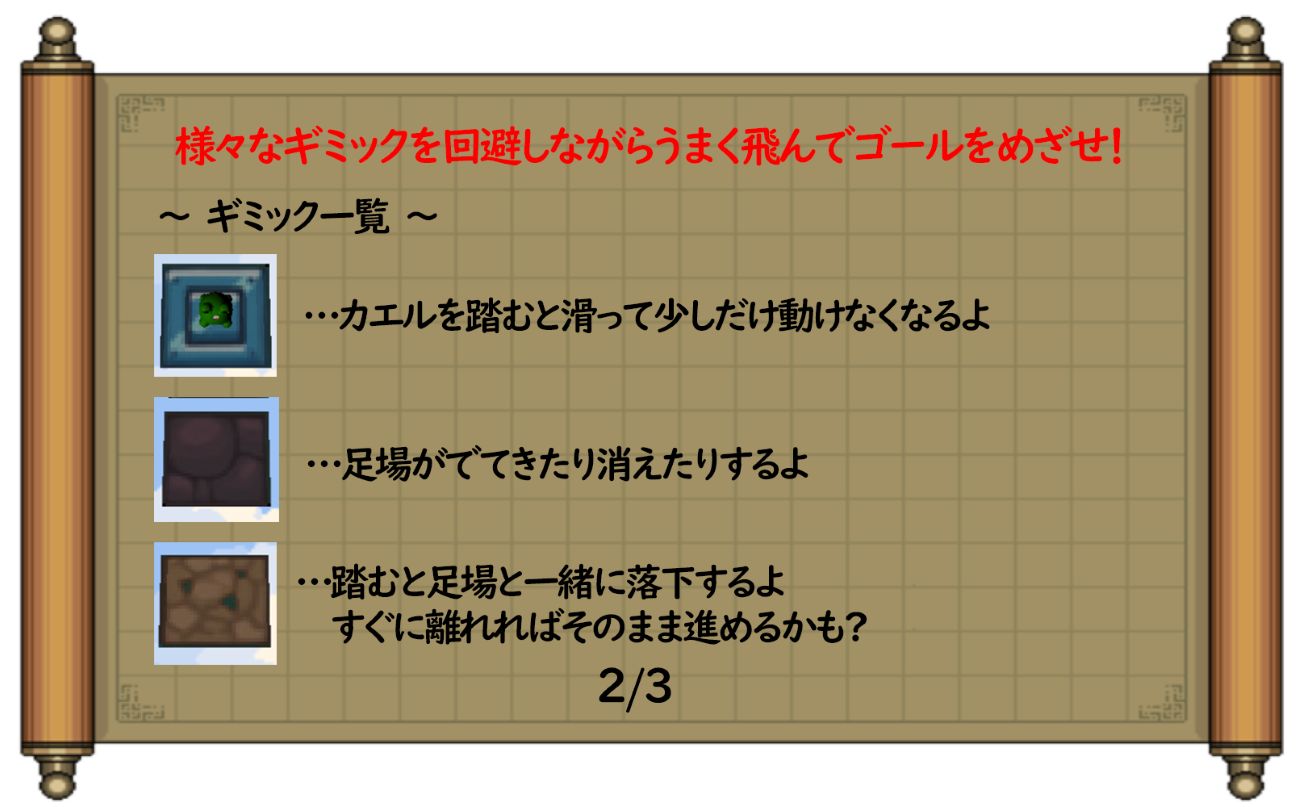 様々なギミックを回避しながらうまく飛んでゴールをめざせ!
～ ギミック一覧 ～
…カエルを踏むと滑って少しだけ動けなくなるよ
…足場がでてきたり消えたりするよ
…踏むと足場と一緒に落下するよ
すぐに離れればそのまま進めるかも?
2/3